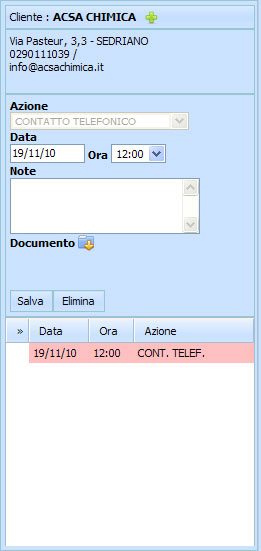 Cliente : ACSA CHIMICA
Via Pasteur, 3,3 - SEDRIANO
0290111039 /
info@acsachimica.it
Azione
CONTATTO TELEFONICO
Data
19/11/10 Ora 12:00
Note
Documento
Salva Elimina
» Data Ora Azione
19/11/10 12:00 CONT. TELEF.